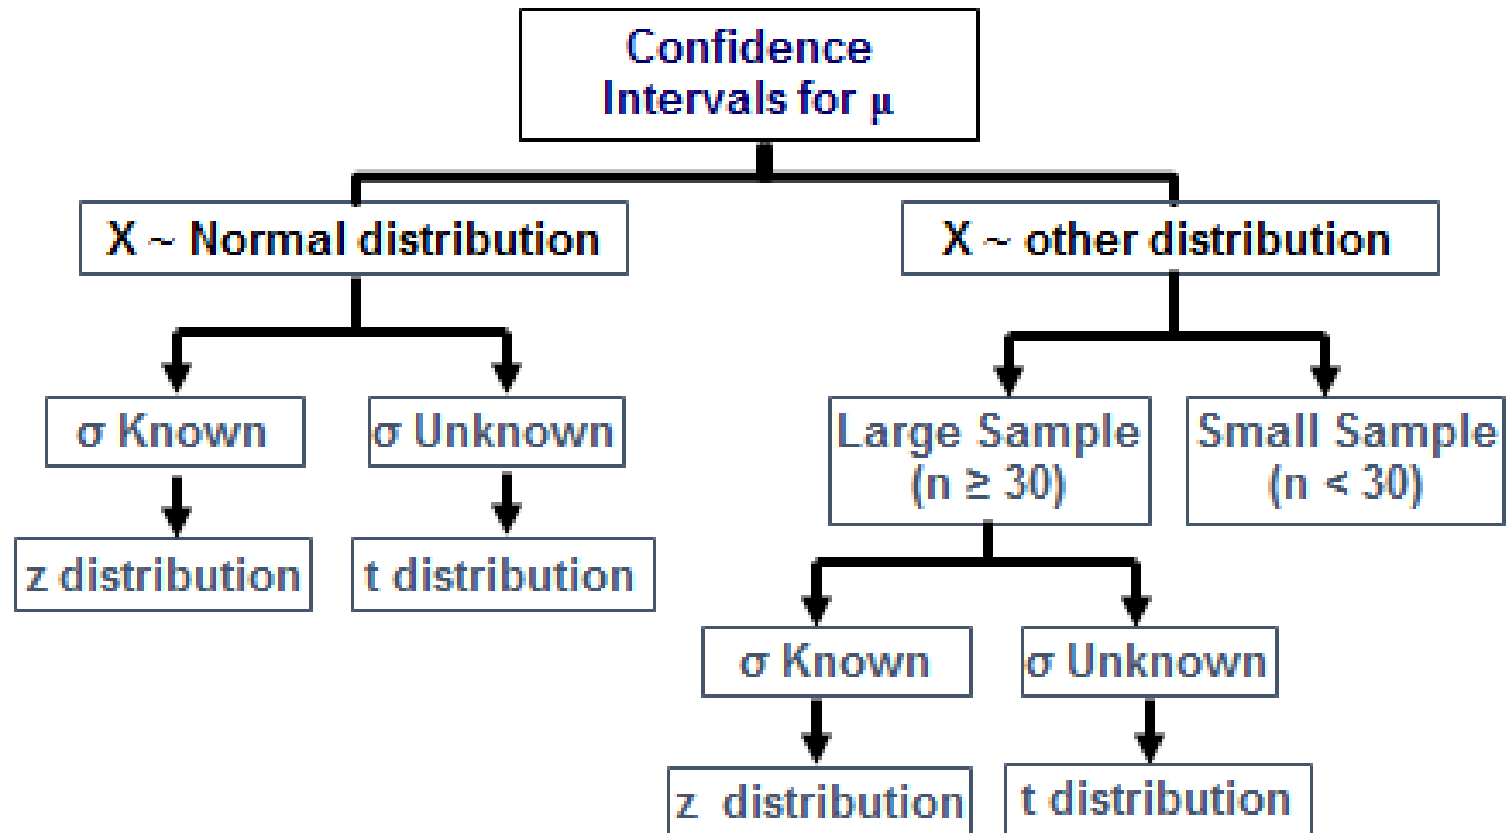 Confidence
Intervals for μ
X ~ Normal distribution
X ~ other distribution
σ Known
σ Unknown
Large Sample
(n ≥ 30)
Small Sample
(n < 30)
z distribution
t distribution
σ Known
σ Unknown
z distribution
t distribution